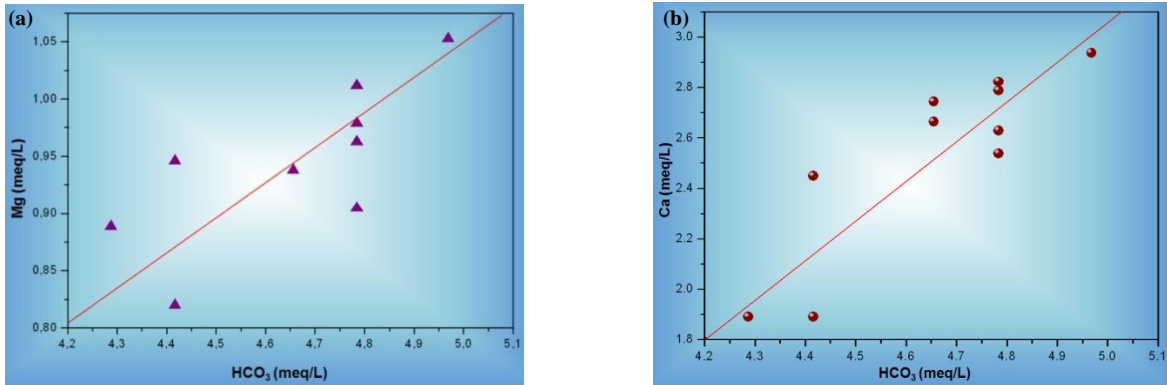 (a)
1,05
1,00
0,95
0,90
0,85
0,80
Mg (meq/L)
4,2 4,3 4,4 4,5 4,6 4,7 4,8 4,9 5,0 5,1
HCO₃ (meq/L)
(b)
3.0
2.8
2.6
2.4
2.2
2.0
1.8
Ca (meq/L)
4.2 4.3 4.4 4.5 4.6 4.7 4.8 4.9 5.0 5.1
HCO₃ (meq/L)